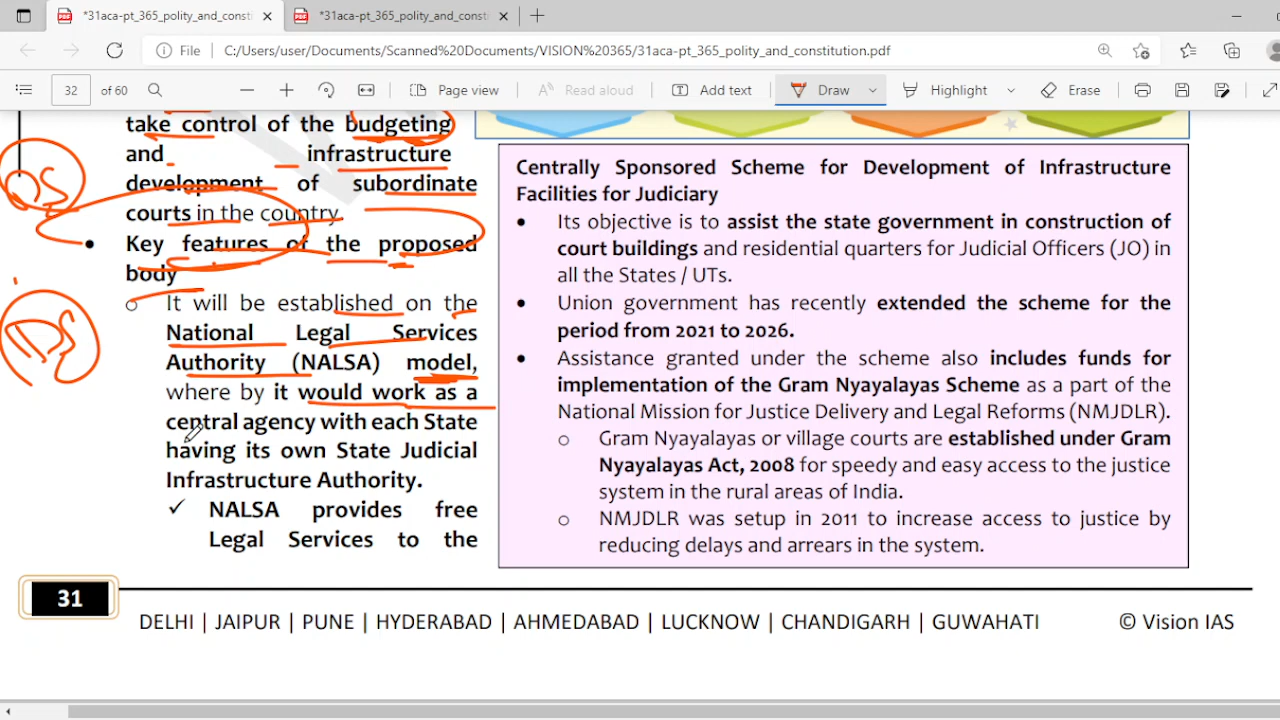 *31aca-pt_365_polity_and_const
*31aca-pt_365_polity_and_const
File
C:/Users/user/Documents/Scanned%20Documents/VISION%20365/31aca-pt_365_polity_and_constitution.pdf
32 of 60
Page view
Read aloud
Add text
Draw
Highlight
Erase
take control of the budgeting
and infrastructure
development of subordinate
courts in the country.
• Key features of the proposed
body
o It will be established on the
National Legal Services
Authority (NALSA) model,
where by it would work as a
central agency with each State
having its own State Judicial
Infrastructure Authority.
✓ NALSA provides free
Legal Services to the
Centrally Sponsored Scheme for Development of Infrastructure
Facilities for Judiciary
• Its objective is to assist the state government in construction of
court buildings and residential quarters for Judicial Officers (JO) in
all the States / UTs.
• Union government has recently extended the scheme for the
period from 2021 to 2026.
• Assistance granted under the scheme also includes funds for
implementation of the Gram Nyayalayas Scheme as a part of the
National Mission for Justice Delivery and Legal Reforms (NMJDLR).
o Gram Nyayalayas or village courts are established under Gram
Nyayalayas Act, 2008 for speedy and easy access to the justice
system in the rural areas of India.
o NMJDLR was setup in 2011 to increase access to justice by
reducing delays and arrears in the system.
31
DELHI | JAIPUR | PUNE | HYDERABAD | AHMEDABAD | LUCKNOW | CHANDIGARH | GUWAHATI
© Vision IAS